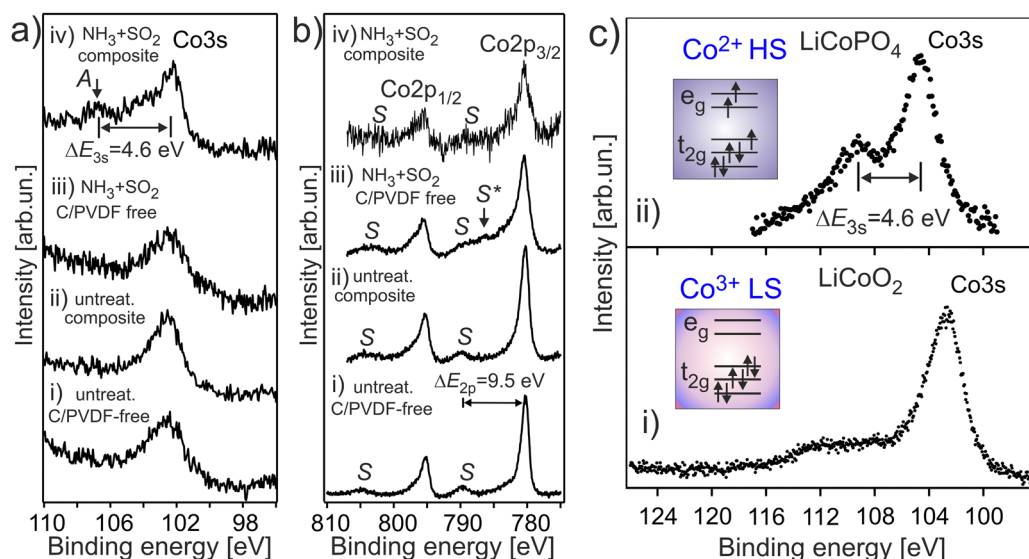 a)
iv) NH₃+SO₂
composite
Co3s
A
ΔE₃ₛ=4.6 eV
iii) NH₃+SO₂
C/PVDF free
ii) untreat.
composite
i) untreat.
C/PVDF-free
Intensity [arb.un.]
110 106 102 98
Binding energy [eV]
b)
iv) NH₃+SO₂
composite
Co2p₃/₂
Co2p₁/₂
S S
iii) NH₃+SO₂
C/PVDF free
S*
S S
ii) untreat.
composite
S S
i) untreat.
C/PVDF-free
ΔE₂ₚ=9.5 eV
S S
Intensity [arb.un.]
810 800 790 780
Binding energy [eV]
c)
Co²⁺ HS
LiCoPO₄
Co3s
e_g
t₂g
ii)
ΔE₃ₛ=4.6 eV
Co³⁺ LS
LiCoO₂
Co3s
e_g
t₂g
i)
Intensity [arb.un.]
124 120 116 112 108 104 100
Binding energy [eV]